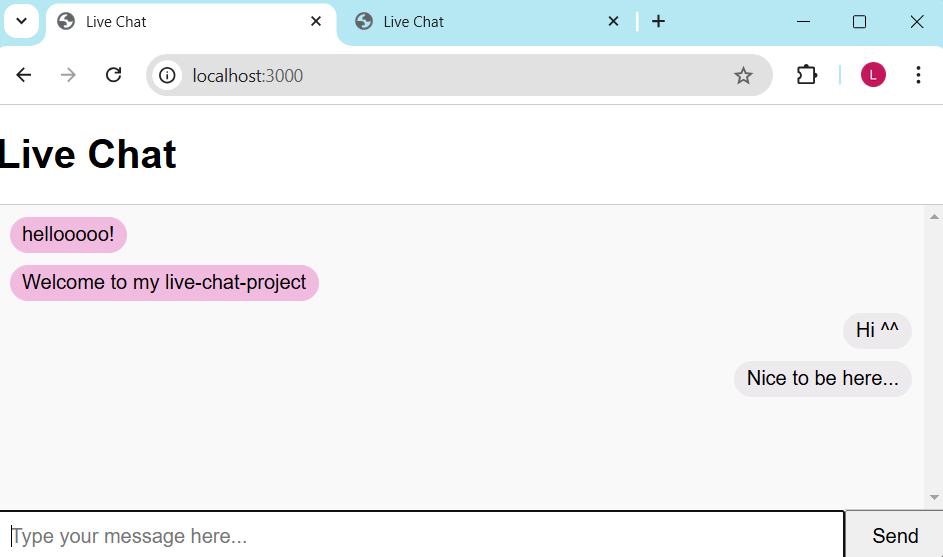 Live Chat
Live Chat
localhost:3000
L
Live Chat
hellooooo!
Welcome to my live-chat-project
Hi ^^
Nice to be here...
Type your message here...
Send